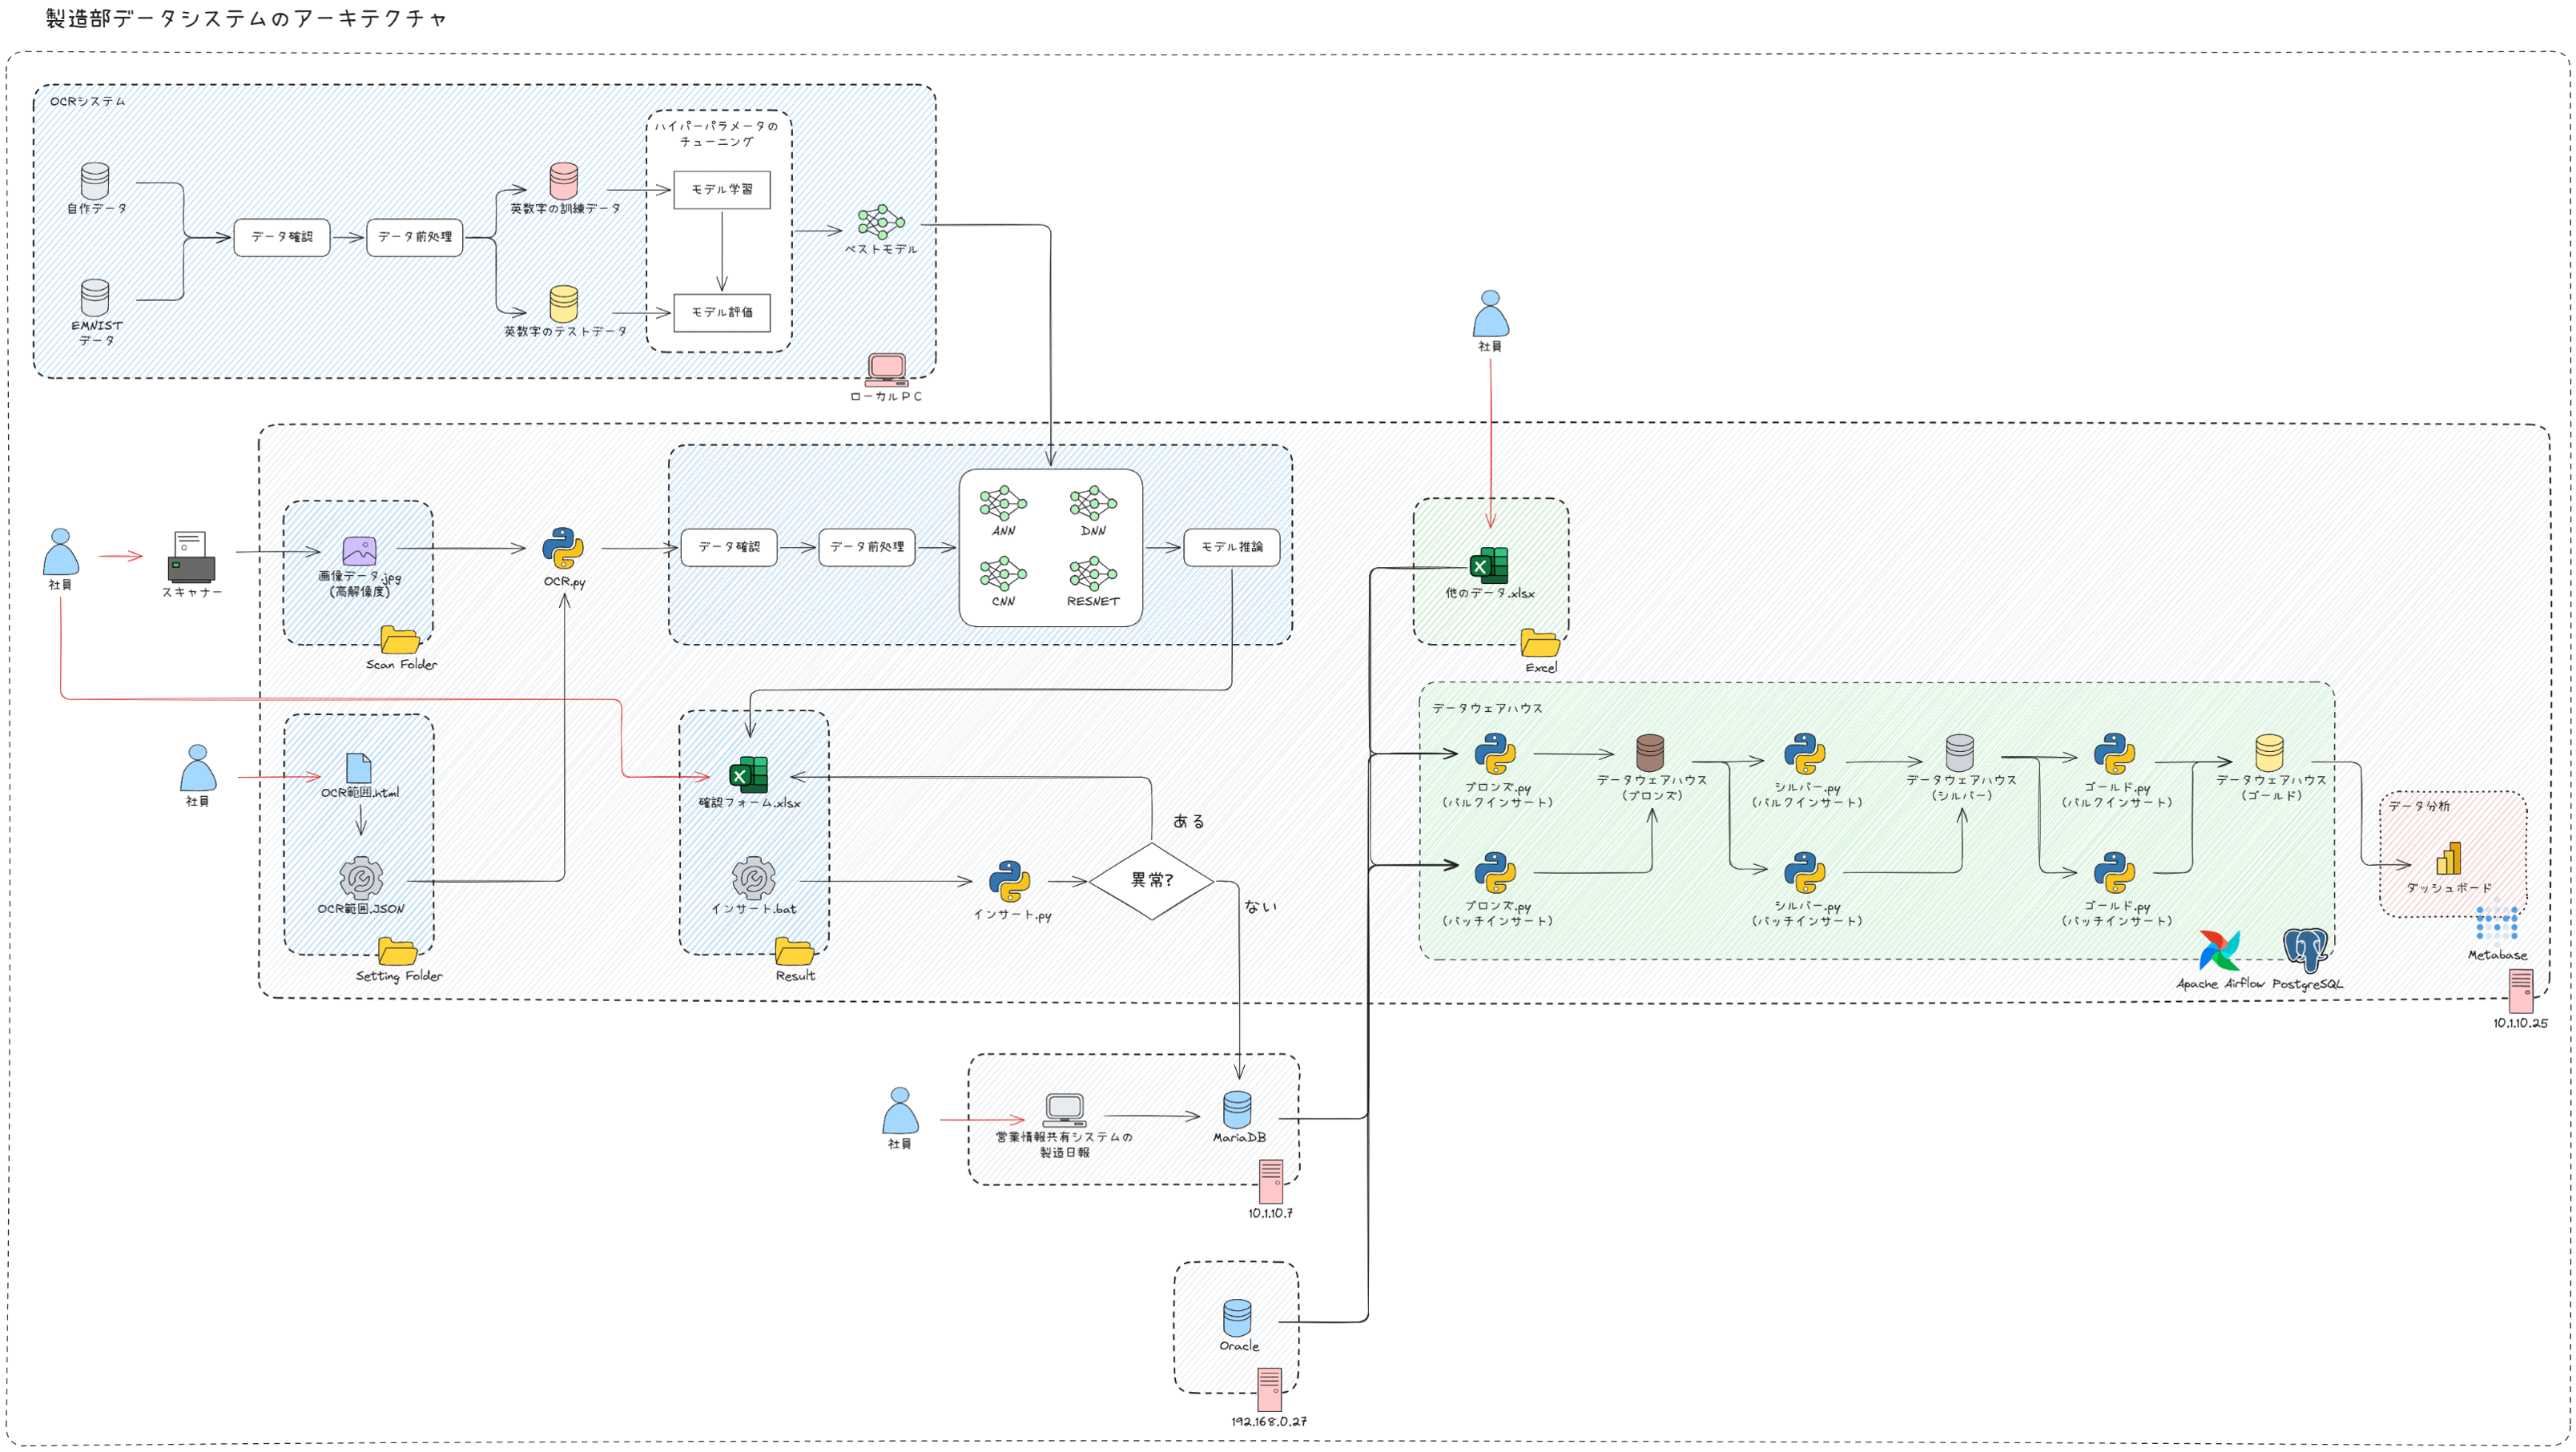 製造部データシステムのアーキテクチャ
OCRシステム
ハイパーパラメータの
チューニング
自作データ
EMNIST
データ
データ確認
データ前処理
英数字の訓練データ
英数字のテストデータ
モデル学習
モデル評価
ベストモデル
ローカルPC
社員
社員
スキャナー
画像データ.jpg
(高解像度)
Scan Folder
OCR.py
データ確認
データ前処理
ANN
DNN
CNN
RESNET
モデル推論
他のデータ.xlsx
Excel
社員
OCR範囲.html
OCR範囲.JSON
Setting Folder
確認フォーム.xlsx
インサート.bat
Result
インサート.py
異常?
ある
ない
データウェアハウス
ブロンズ.py
(バルクインサート)
データウェアハウス
(ブロンズ)
シルバー.py
(バルクインサート)
データウェアハウス
(シルバー)
ゴールド.py
(バルクインサート)
データウェアハウス
(ゴールド)
ブロンズ.py
(バッチインサート)
シルバー.py
(バッチインサート)
ゴールド.py
(バッチインサート)
Apache Airflow
PostgreSQL
データ分析
ダッシュボード
Metabase
10.1.10.25
社員
営業情報共有システムの
製造日報
MariaDB
10.1.10.7
Oracle
192.168.0.27